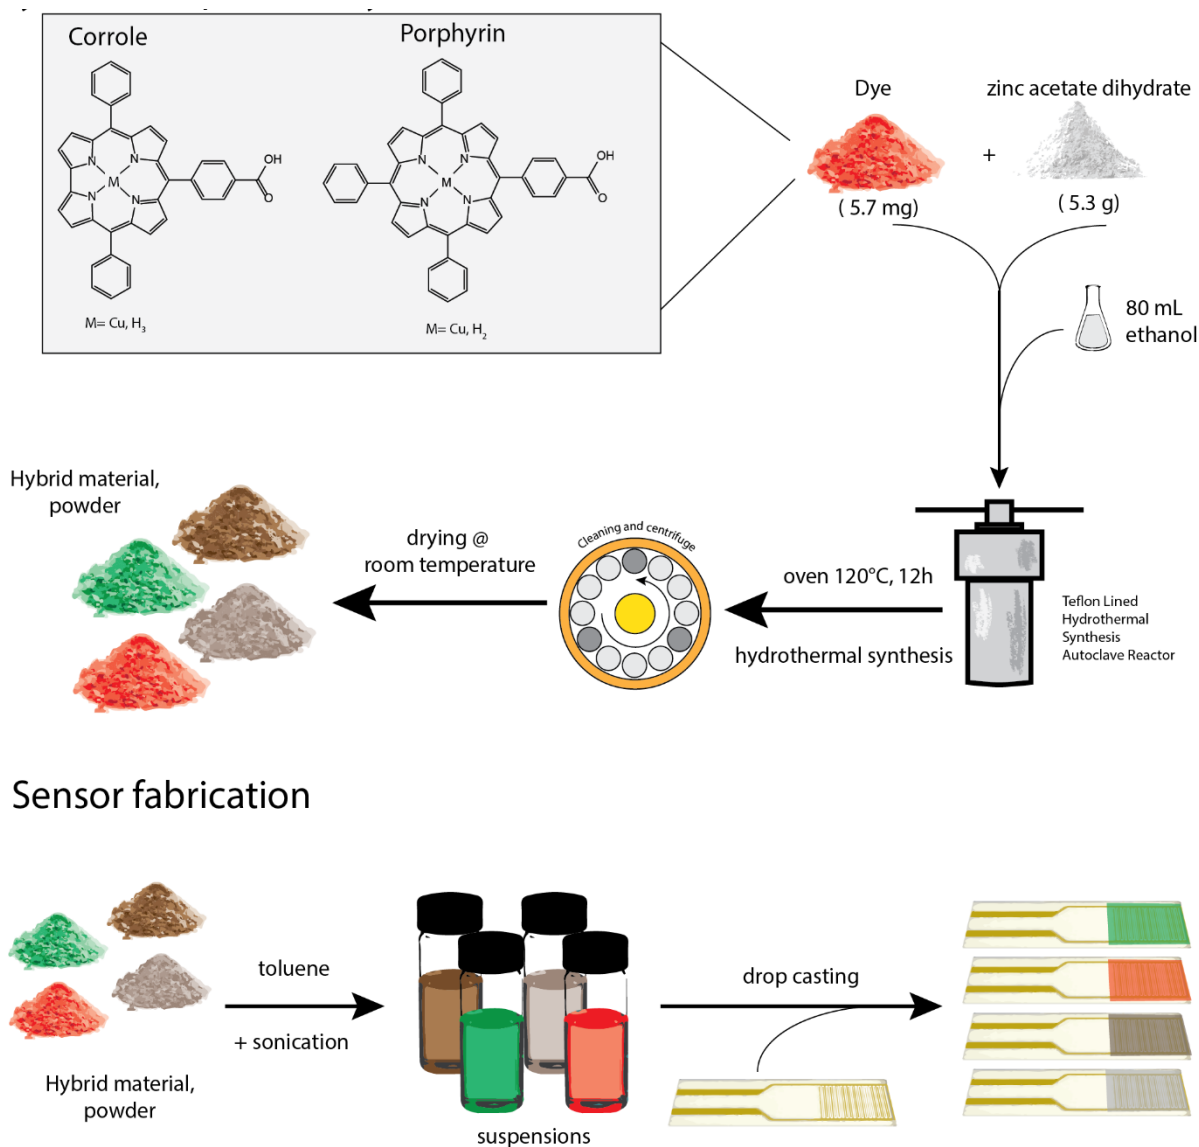 Corrole
Porphyrin
N
N
N
N
M
OH
O
N
N
N
N
M
OH
O
M= Cu, H₃
M= Cu, H₂
Dye
zinc acetate dihydrate
+
( 5.7 mg)
( 5.3 g)
80 mL
ethanol
Teflon Lined
Hydrothermal
Synthesis
Autoclave Reactor
oven 120°C, 12h
hydrothermal synthesis
Cleaning and centrifuge
drying @
room temperature
Hybrid material,
powder
Sensor fabrication
Hybrid material,
powder
toluene
+ sonication
suspensions
drop casting